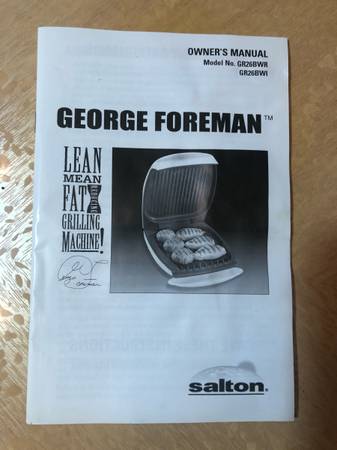 OWNER'S MANUAL
Model No. GR26BWR
GR26BWI
GEORGE FOREMAN™
LEAN
MEAN
FAT
GRILLING
MACHINE!
salton®